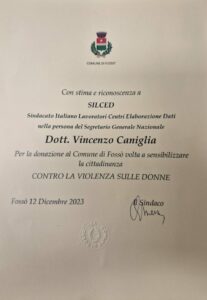 COMUNE DI FOSSO'
Con stima e riconoscenza a
SILCED
Sindacato Italiano Lavoratori Centri Elaborazione Dati
nella persona del Segretario Generale Nazionale
Dott. Vincenzo Caniglia
Per la donazione al Comune di Fossò volta a sensibilizzare
la cittadinanza
CONTRO LA VIOLENZA SULLE DONNE
Fossò 12 Dicembre 2023
Il Sindaco